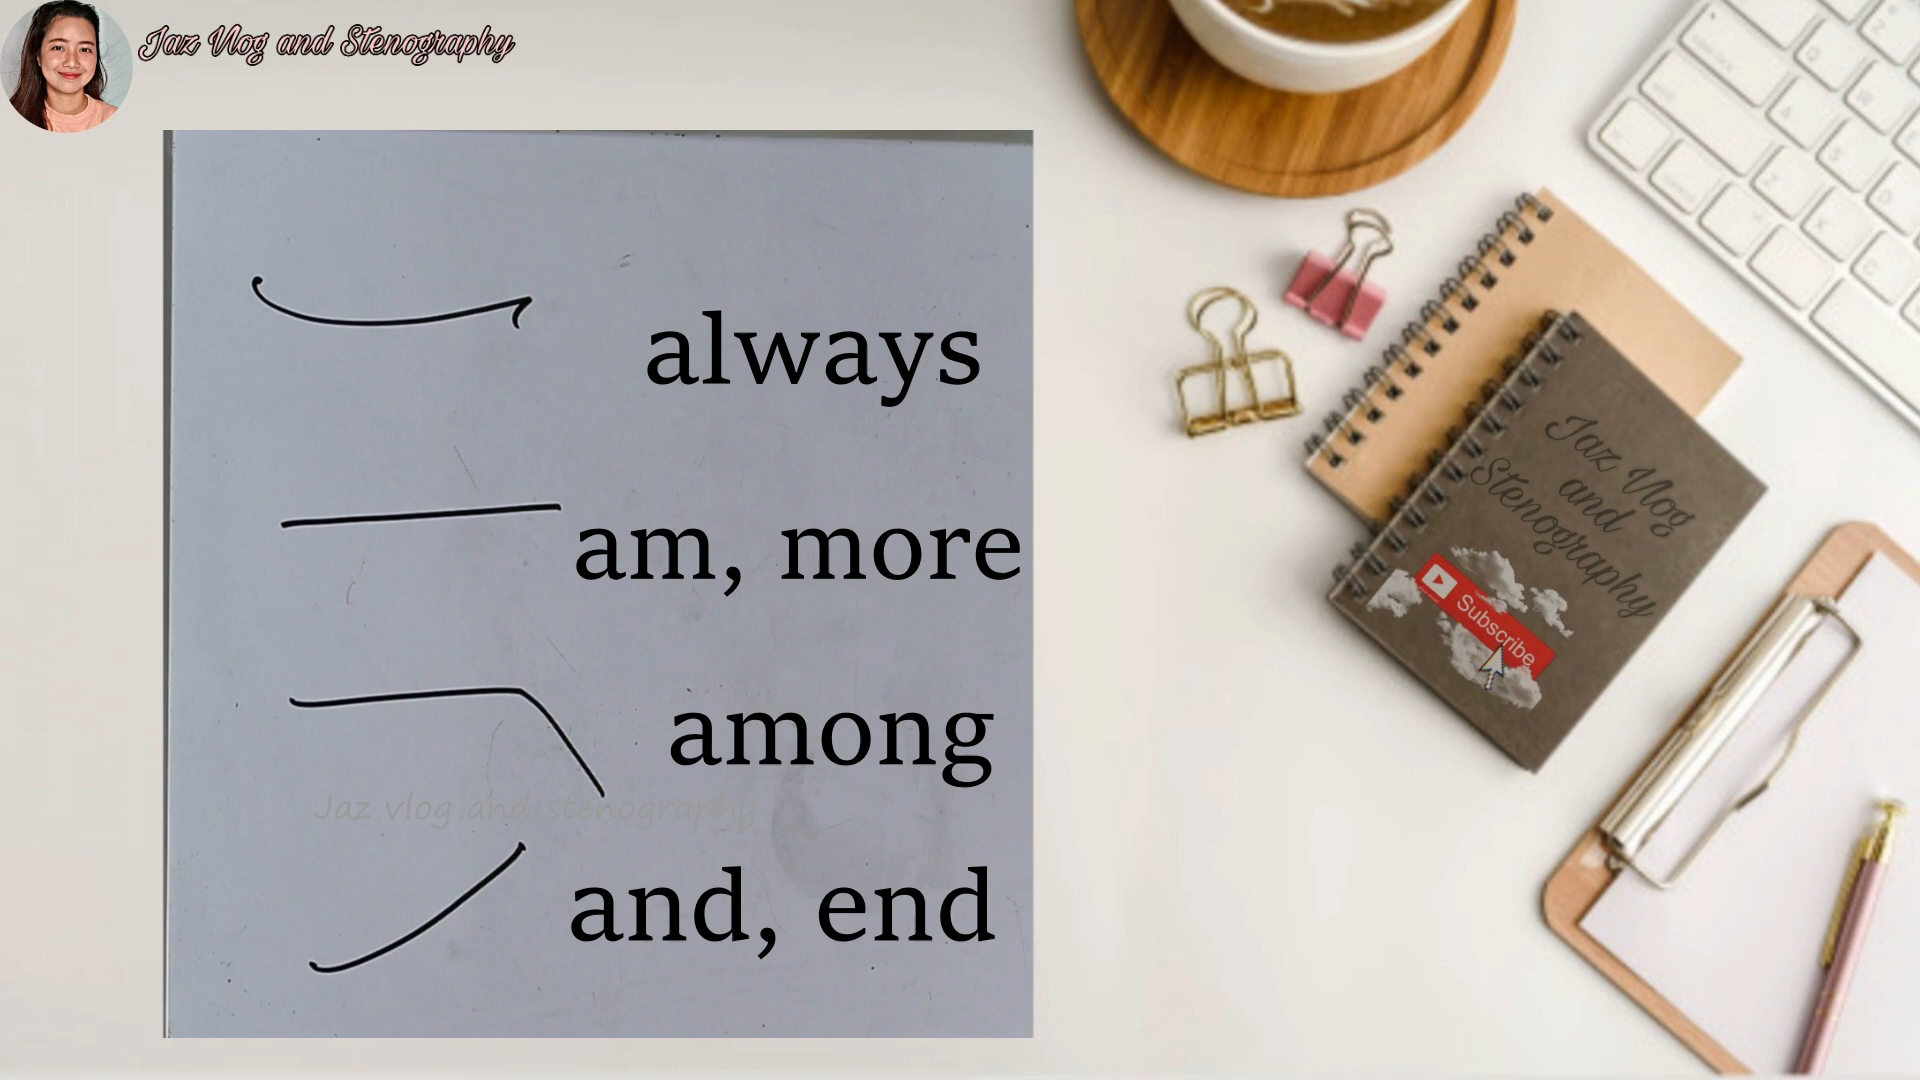 Jaz Vlog and Stenography
always
am, more
among
Jaz vlog and stenography
and, end
Jaz Vlog
and
Stenography
Subscribe